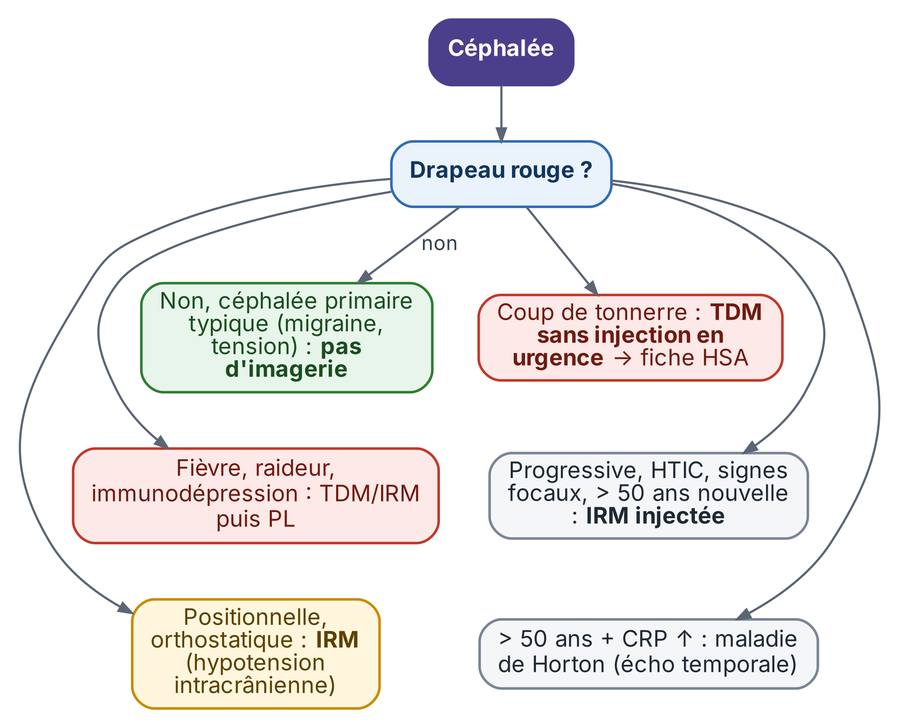 Céphalée
Drapeau rouge ?
non
Non, céphalée primaire
typique (migraine,
tension) : pas
d'imagerie
Coup de tonnerre : TDM
sans injection en
urgence → fiche HSA
Fièvre, raideur,
immunodépression : TDM/IRM
puis PL
Progressive, HTIC, signes
focaux, > 50 ans nouvelle
: IRM injectée
Positionnelle,
orthostatique : IRM
(hypotension
intracrânienne)
> 50 ans + CRP ↑ : maladie
de Horton (écho temporale)